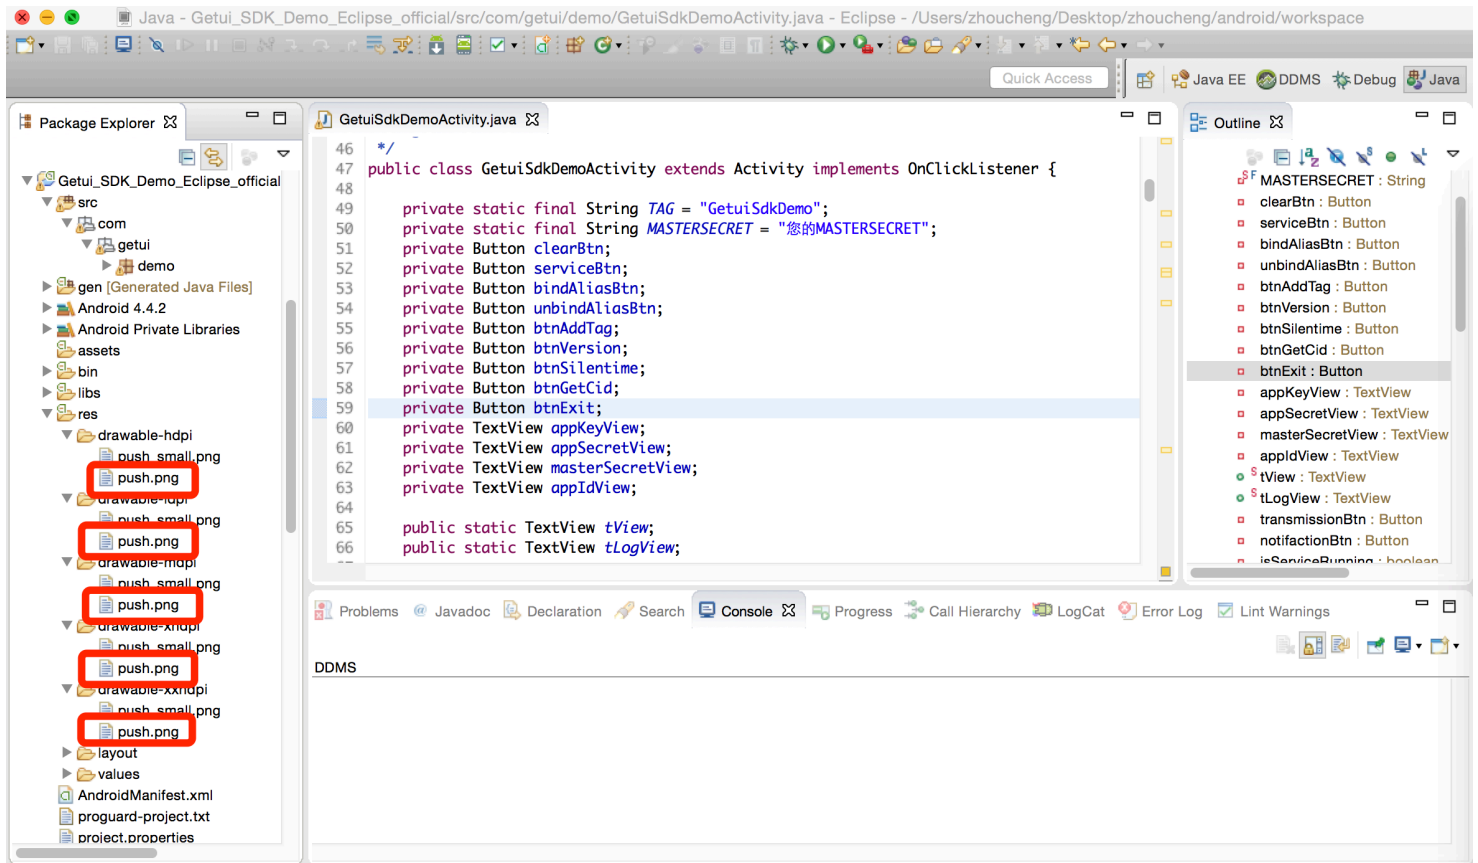 Java - Getui_SDK_Demo_Eclipse_official/src/com/getui/demo/GetuiSdkDemoActivity.java - Eclipse - /Users/zhoucheng/Desktop/zhoucheng/android/workspace
Quick Access
Java EE
DDMS
Debug
Java
Package Explorer
Getui_SDK_Demo_Eclipse_official
src
com
getui
demo
gen [Generated Java Files]
Android 4.4.2
Android Private Libraries
assets
bin
libs
res
drawable-hdpi
push_small.png
push.png
drawable-ldpi
push_small.png
push.png
drawable-mdpi
push_small.png
push.png
drawable-xhdpi
push_small.png
push.png
drawable-xxhdpi
push_small.png
push.png
layout
values
AndroidManifest.xml
proguard-project.txt
project.properties
GetuiSdkDemoActivity.java
46 */
47 public class GetuiSdkDemoActivity extends Activity implements OnClickListener {
48
49 private static final String TAG = "GetuiSdkDemo";
50 private static final String MASTERSECRET = "您的MASTERSECRET";
51 private Button clearBtn;
52 private Button serviceBtn;
53 private Button bindAliasBtn;
54 private Button unbindAliasBtn;
55 private Button btnAddTag;
56 private Button btnVersion;
57 private Button btnSilentime;
58 private Button btnGetCid;
59 private Button btnExit;
60 private TextView appKeyView;
61 private TextView appSecretView;
62 private TextView masterSecretView;
63 private TextView appIdView;
64
65 public static TextView tView;
66 public static TextView tLogView;
Outline
MASTERSECRET : String
clearBtn : Button
serviceBtn : Button
bindAliasBtn : Button
unbindAliasBtn : Button
btnAddTag : Button
btnVersion : Button
btnSilentime : Button
btnGetCid : Button
btnExit : Button
appKeyView : TextView
appSecretView : TextView
masterSecretView : TextView
appIdView : TextView
tView : TextView
tLogView : TextView
transmissionBtn : Button
notifactionBtn : Button
isServiceRunning : boolean
Problems
Javadoc
Declaration
Search
Console
Progress
Call Hierarchy
LogCat
Error Log
Lint Warnings
DDMS